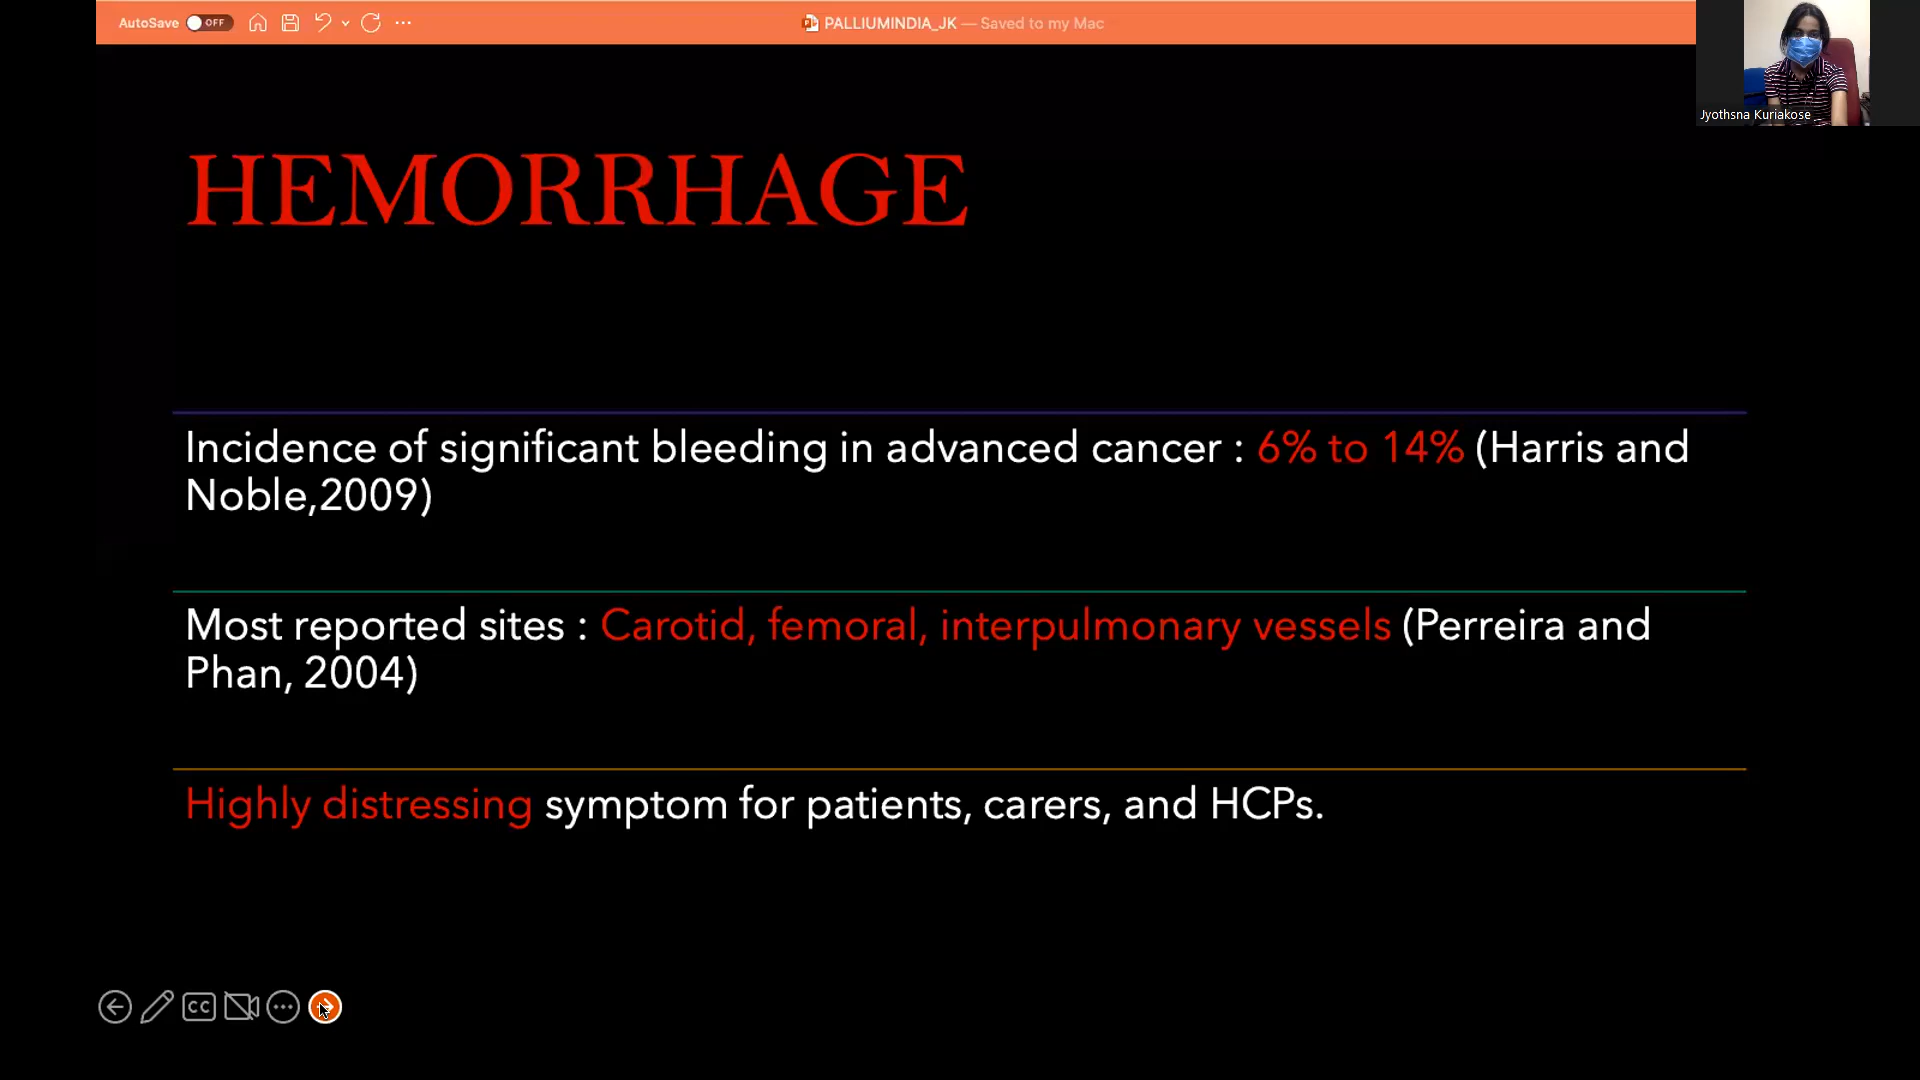 AutoSave OFF PALLIUMINDIA_JK — Saved to my Mac
Jyothsna Kuriakose
HEMORRHAGE
Incidence of significant bleeding in advanced cancer : 6% to 14% (Harris and
Noble,2009)
Most reported sites : Carotid, femoral, interpulmonary vessels (Perreira and
Phan, 2004)
Highly distressing symptom for patients, carers, and HCPs.
CC